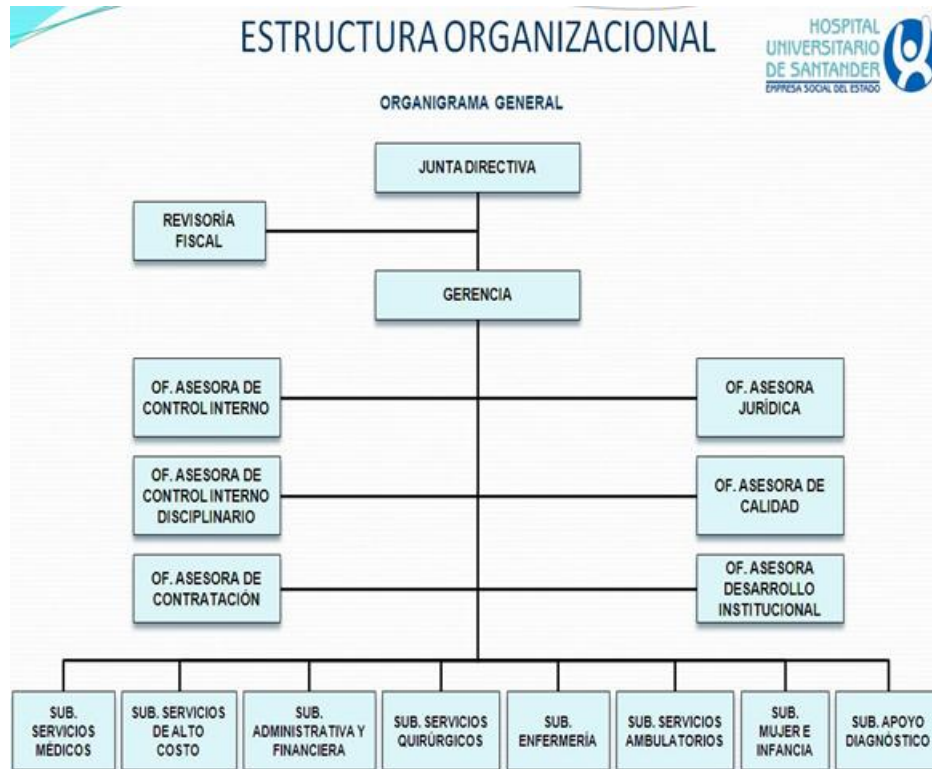 ESTRUCTURA ORGANIZACIONAL
HOSPITAL
UNIVERSITARIO
DE SANTANDER
EMPRESA SOCIAL DEL ESTADO
ORGANIGRAMA GENERAL
JUNTA DIRECTIVA
REVISORÍA
FISCAL
GERENCIA
OF. ASESORA DE
CONTROL INTERNO
OF. ASESORA
JURÍDICA
OF. ASESORA DE
CONTROL INTERNO
DISCIPLINARIO
OF. ASESORA DE
CALIDAD
OF. ASESORA DE
CONTRATACIÓN
OF. ASESORA
DESARROLLO
INSTITUCIONAL
SUB.
SERVICIOS
MÉDICOS
SUB. SERVICIOS
DE ALTO
COSTO
SUB.
ADMINISTRATIVA Y
FINANCIERA
SUB. SERVICIOS
QUIRÚRGICOS
SUB.
ENFERMERÍA
SUB. SERVICIOS
AMBULATORIOS
SUB.
MUJER E
INFANCIA
SUB. APOYO
DIAGNÓSTICO